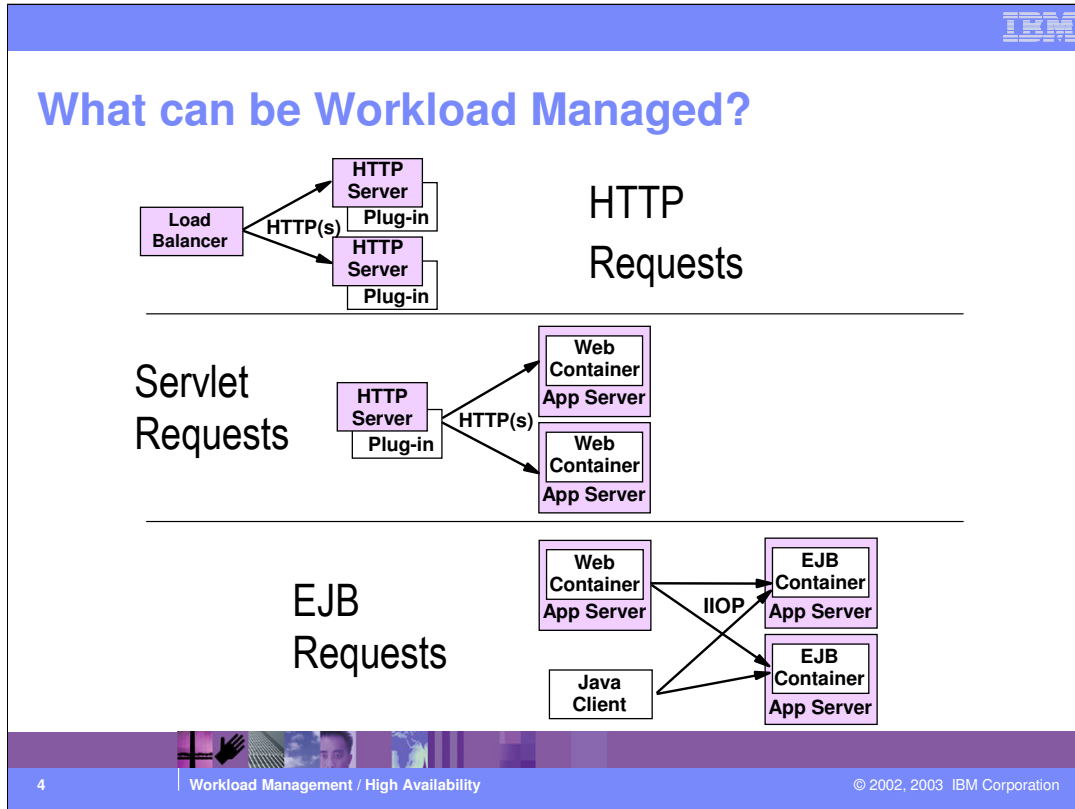 IBM
What can be Workload Managed?
Load
Balancer
HTTP(s)
HTTP
Server
Plug-in
HTTP
Server
Plug-in
HTTP
Requests
Servlet
Requests
HTTP
Server
Plug-in
HTTP(s)
Web
Container
App Server
Web
Container
App Server
EJB
Requests
Web
Container
App Server
Java
Client
IIOP
EJB
Container
App Server
EJB
Container
App Server
4
Workload Management / High Availability
© 2002, 2003 IBM Corporation